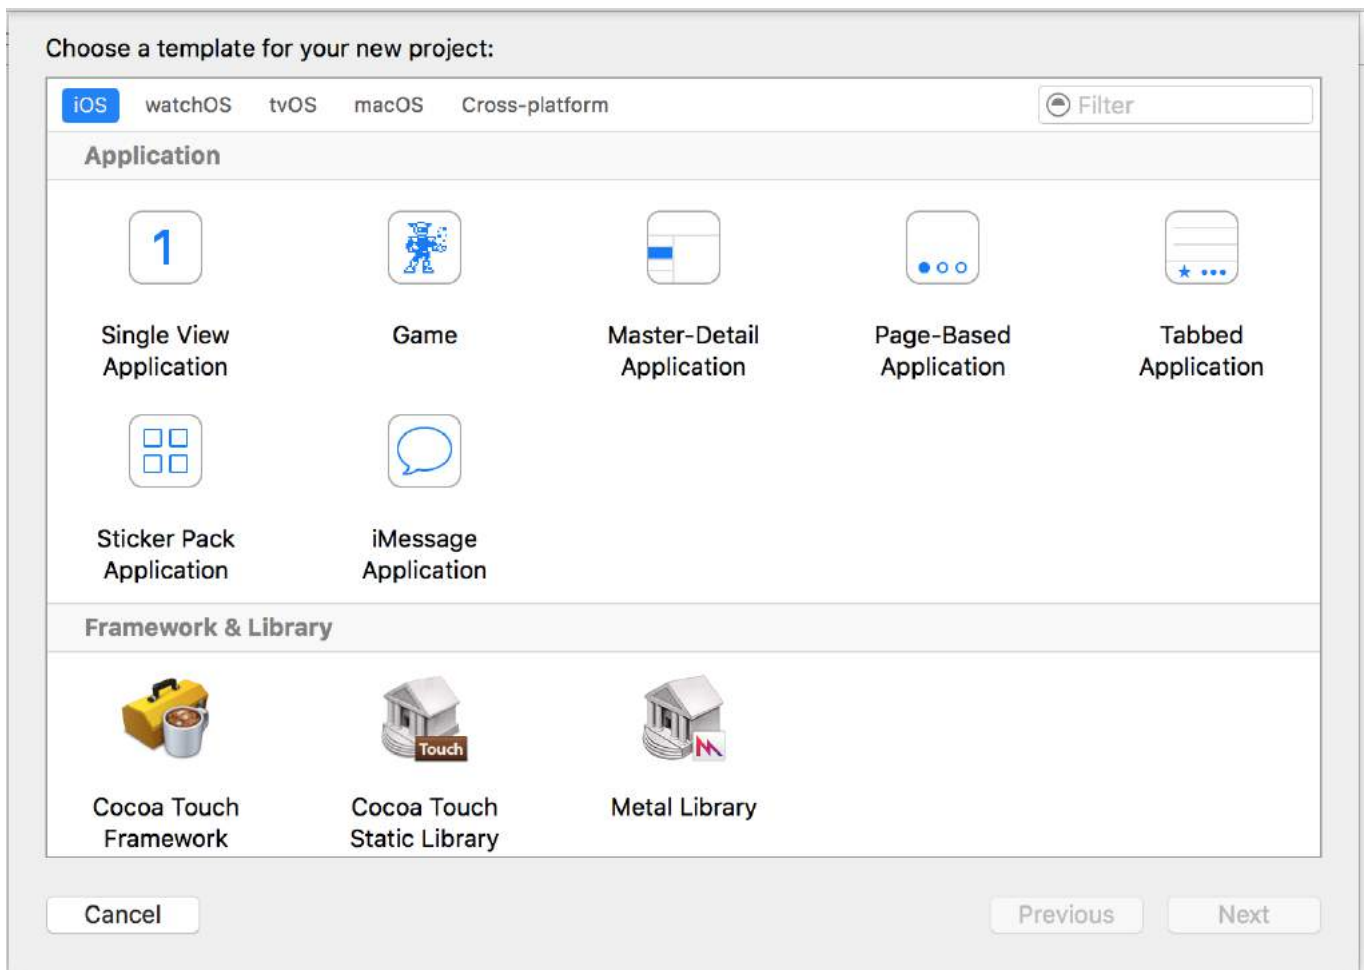 Choose a template for your new project:
iOS watchOS tvOS macOS Cross-platform Filter
Application
1
Single View Application
Game
Master-Detail Application
Page-Based Application
Tabbed Application
Sticker Pack Application
iMessage Application
Framework & Library
Touch
Cocoa Touch Framework
Cocoa Touch Static Library
Metal Library
Cancel Previous Next